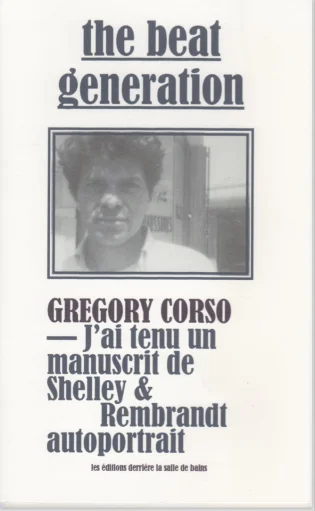 the beat
generation
GREGORY CORSO
— J'ai tenu un
manuscrit de
Shelley &
Rembrandt
autoportrait
les éditions derrière la salle de bains